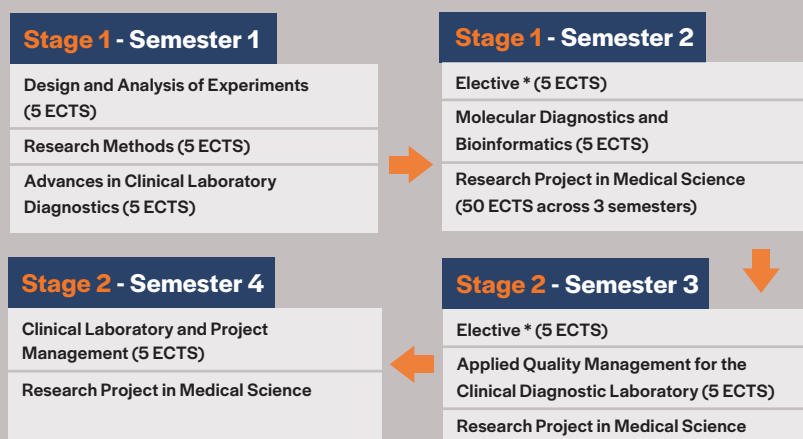 Stage 1 - Semester 1
Design and Analysis of Experiments
(5 ECTS)
Research Methods (5 ECTS)
Advances in Clinical Laboratory
Diagnostics (5 ECTS)
Stage 1 - Semester 2
Elective * (5 ECTS)
Molecular Diagnostics and
Bioinformatics (5 ECTS)
Research Project in Medical Science
(50 ECTS across 3 semesters)
Stage 2 - Semester 3
Elective * (5 ECTS)
Applied Quality Management for the
Clinical Diagnostic Laboratory (5 ECTS)
Research Project in Medical Science
Stage 2 - Semester 4
Clinical Laboratory and Project
Management (5 ECTS)
Research Project in Medical Science